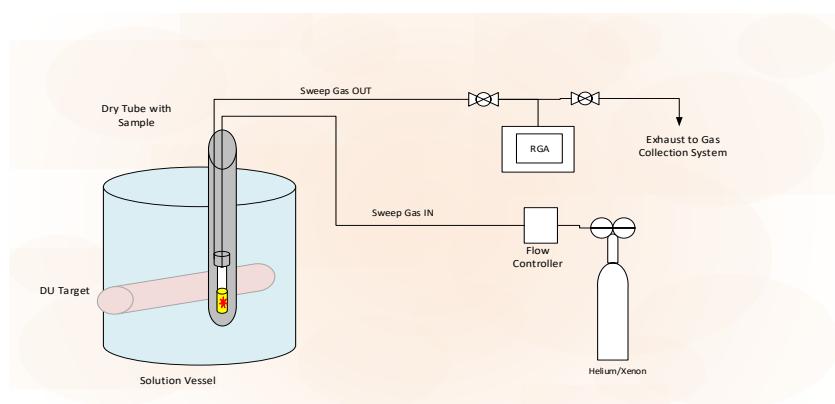 Sweep Gas OUT
Dry Tube with
Sample
RGA
Exhaust to Gas
Collection System
Sweep Gas IN
Flow
Controller
DU Target
Helium/Xenon
Solution Vessel